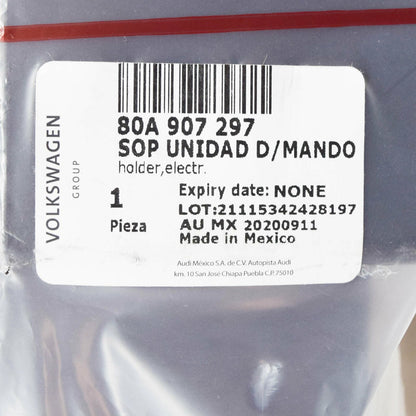 VOLKSWAGEN
GROUP
80A 907 297
SOP UNIDAD D/MANDO
holder,electr.
1
Pieza
Expiry date: NONE
LOT:21115342428197
AU MX 20200911
Made in Mexico
Audi México S.A. de C.V. Autopista Audi
km. 10 San José Chiapa Puebla C.P. 75010